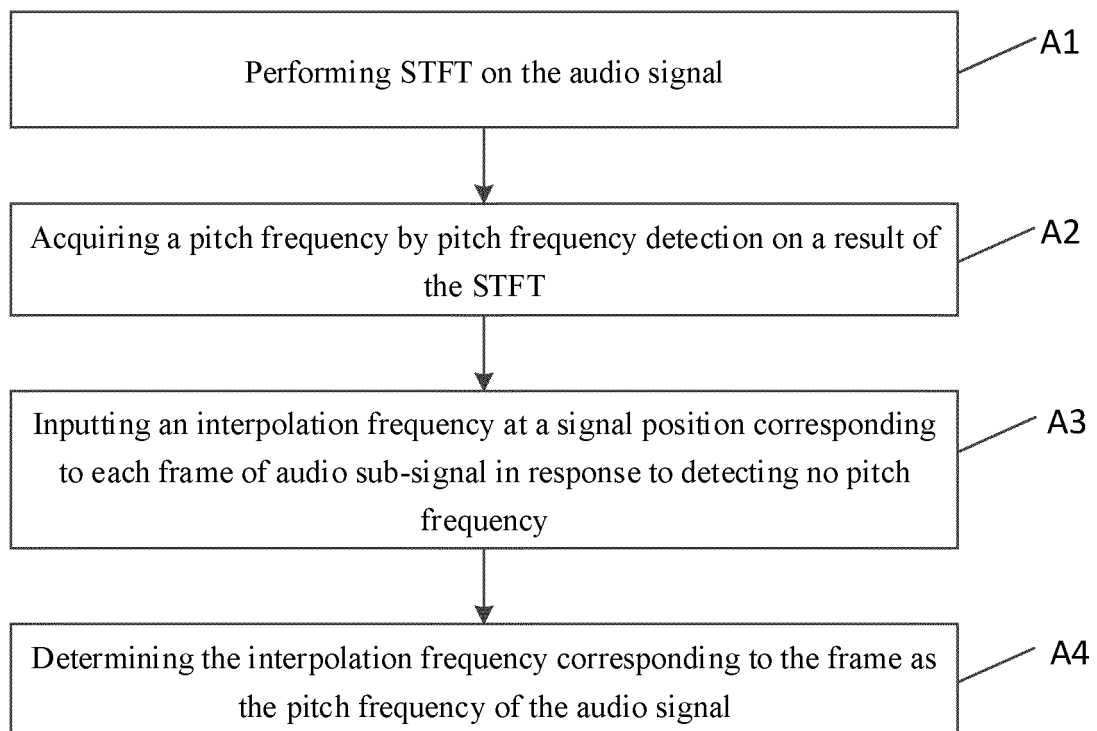 Performing STFT on the audio signal
A1
Acquiring a pitch frequency by pitch frequency detection on a result of
the STFT
A2
Inputting an interpolation frequency at a signal position corresponding
to each frame of audio sub-signal in response to detecting no pitch
frequency
A3
Determining the interpolation frequency corresponding to the frame as
the pitch frequency of the audio signal
A4